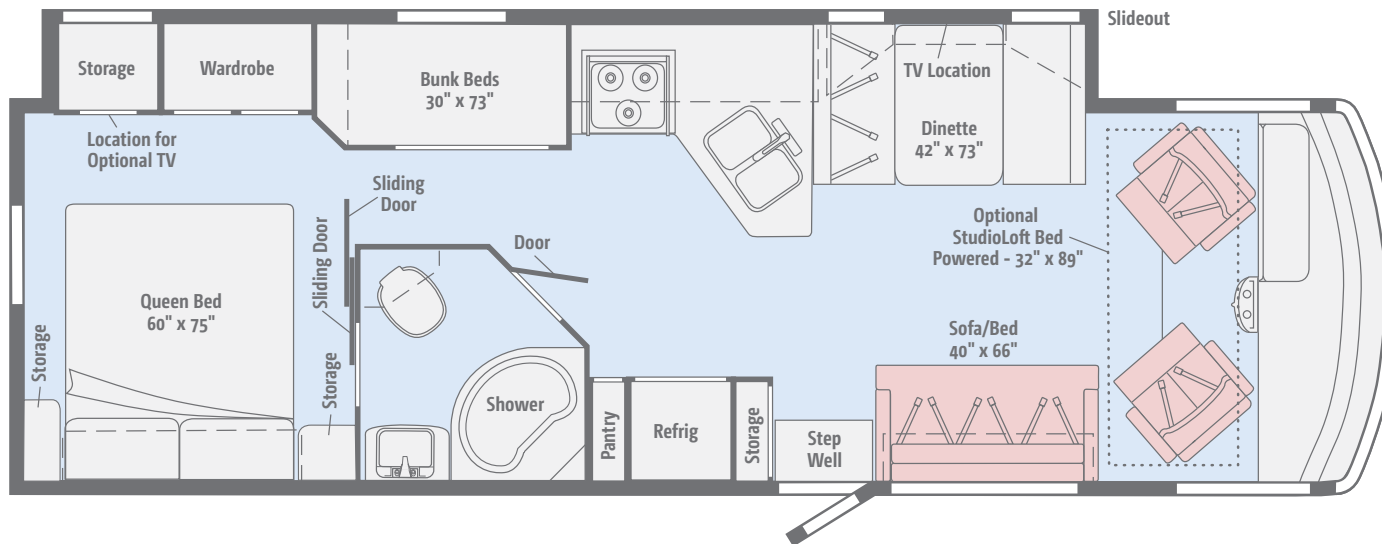 Slideout
Storage
Wardrobe
Bunk Beds
30" x 73"
TV Location
Location for
Optional TV
Dinette
42" x 73"
Sliding
Door
Sliding Door
Door
Optional
StudioLoft Bed
Powered - 32" x 89"
Queen Bed
60" x 75"
Sofa/Bed
40" x 66"
Storage
Storage
Shower
Pantry
Refrig
Storage
Step
Well